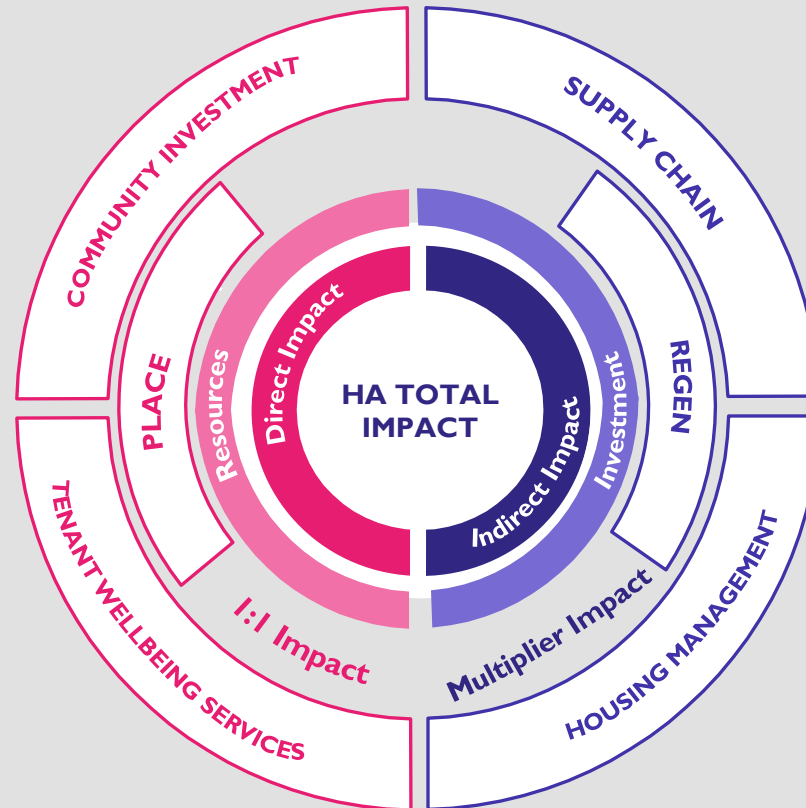 COMMUNITY INVESTMENT
SUPPLY CHAIN
PLACE
Resources
Direct Impact
HA TOTAL
IMPACT
Indirect Impact
Investment
REGEN
1:1 Impact
Multiplier Impact
TENANT WELLBEING SERVICES
HOUSING MANAGEMENT